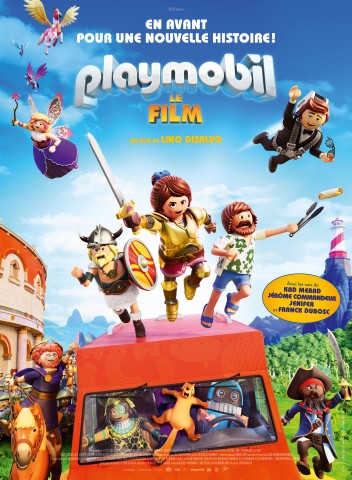 EN AVANT
POUR UNE NOUVELLE HISTOIRE !
playmobil
LE
FILM
UN FILM DE LINO DISALVO
Avec les voix de
KAD MERAD
JÉRÔME COMMANDEUR
JENIFER
et FRANCK DUBOSC